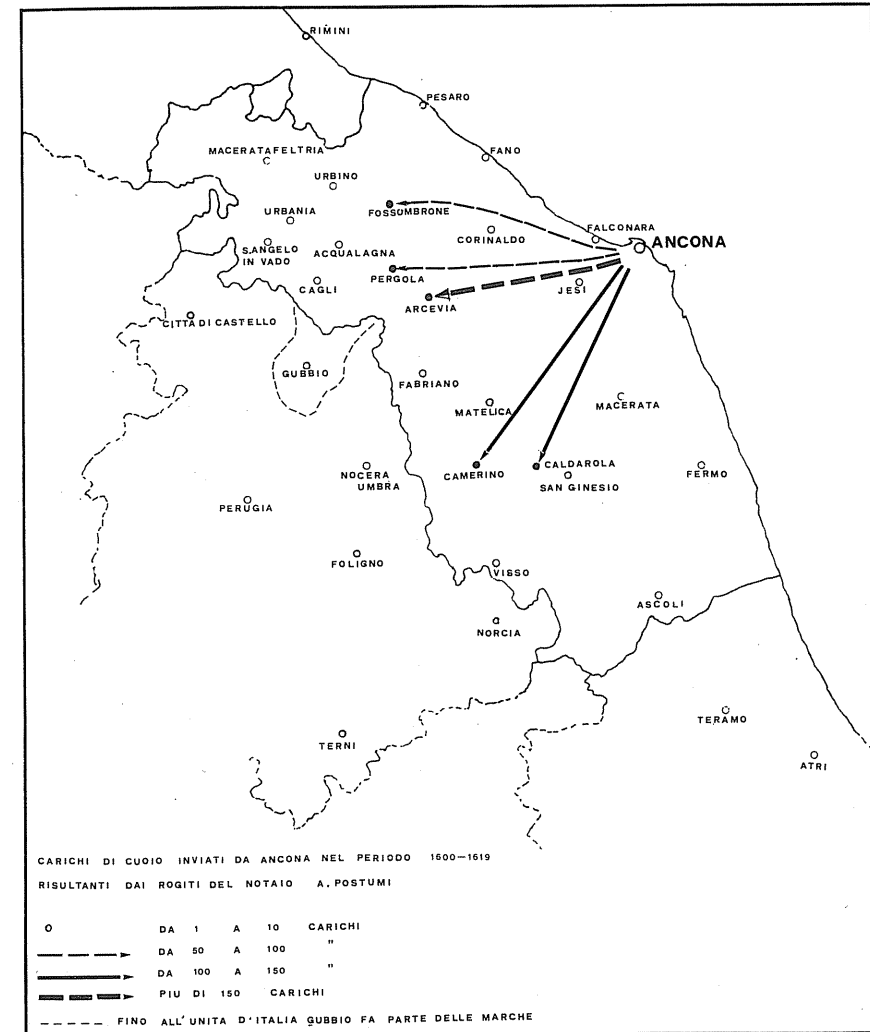 RIMINI
PESARO
FANO
MACERATAFELTRIA
URBINO
FOSSOMBRONE
URBANIA
CORINALDO
FALCONARA
ANCONA
S.ANGELO
IN VADO
ACQUALAGNA
PERGOLA
CAGLI
JESI
ARCEVIA
CITTA DI CASTELLO
GUBBIO
FABRIANO
MATELICA
MACERATA
NOCERA
UMBRA
CAMERINO
CALDAROLA
SAN GINESIO
FERMO
PERUGIA
FOLIGNO
VISSO
ASCOLI
NORCIA
TERAMO
TERNI
ATRI
CARICHI DI CUOIO INVIATI DA ANCONA NEL PERIODO 1600-1619
RISULTANTI DAI ROGITI DEL NOTAIO A. POSTUMI
DA 1 A 10 CARICHI
DA 50 A 100 "
DA 100 A 150 "
PIU DI 150 CARICHI
FINO ALL'UNITA D'ITALIA GUBBIO FA PARTE DELLE MARCHE